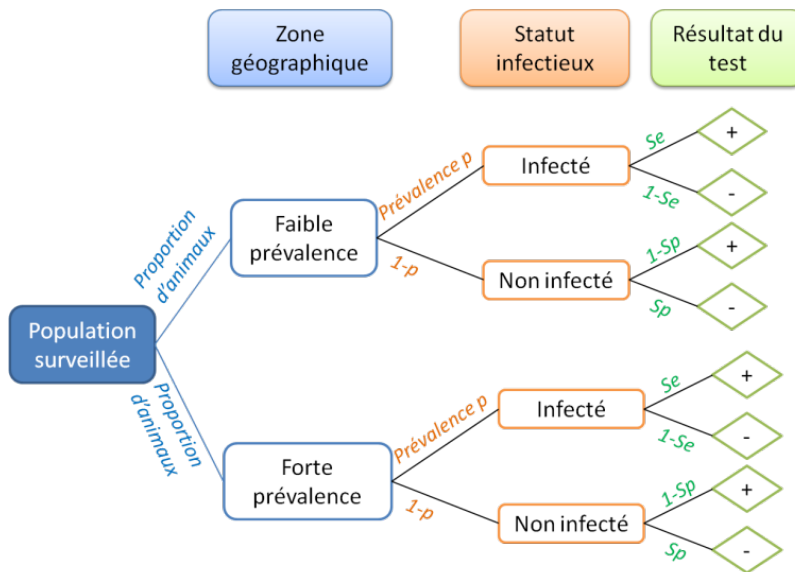 Zone
géographique
Statut
infectieux
Résultat du
test
Population
surveillée
Proportion
d'animaux
Faible
prévalence
Prévalence p
1-p
Infecté
Se
+
1-Se
-
Non infecté
1-Sp
+
Sp
-
Proportion
d'animaux
Forte
prévalence
Prévalence p
1-p
Infecté
Se
+
1-Se
-
Non infecté
1-Sp
+
Sp
-